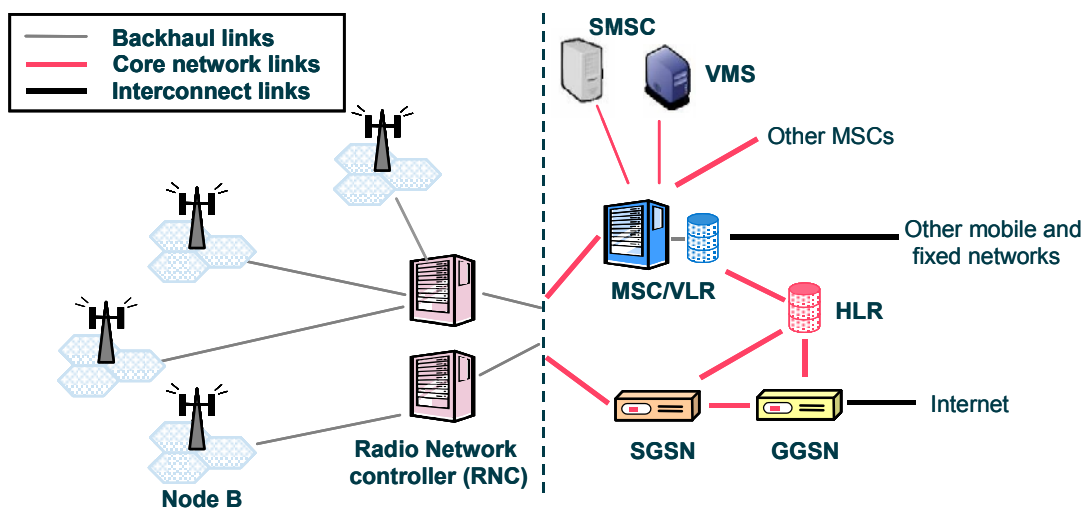 Backhaul links
Core network links
Interconnect links
SMSC
VMS
Other MSCs
Other mobile and
fixed networks
MSC/VLR
HLR
Internet
SGSN
GGSN
Radio Network
controller (RNC)
Node B